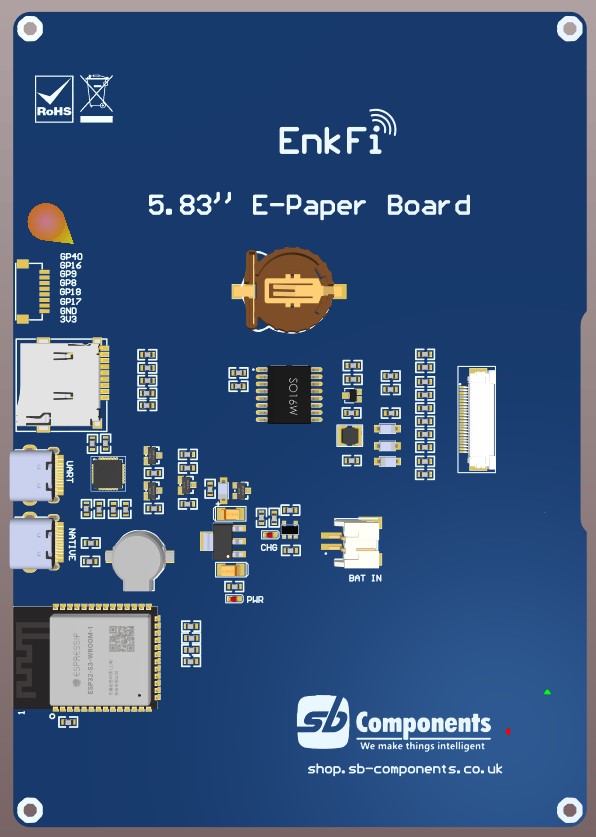 RoHS
EnkFi
5.83’’ E-Paper Board
GP40
GP16
GP9
GP8
GP18
GP17
GND
3V3
SO16W
UART
NATIVE
CHG
BAT IN
PWR
ESPRESSIF
ESP32-S3-WROOM-1
1
sb Components
We make things intelligent
shop.sb-components.co.uk